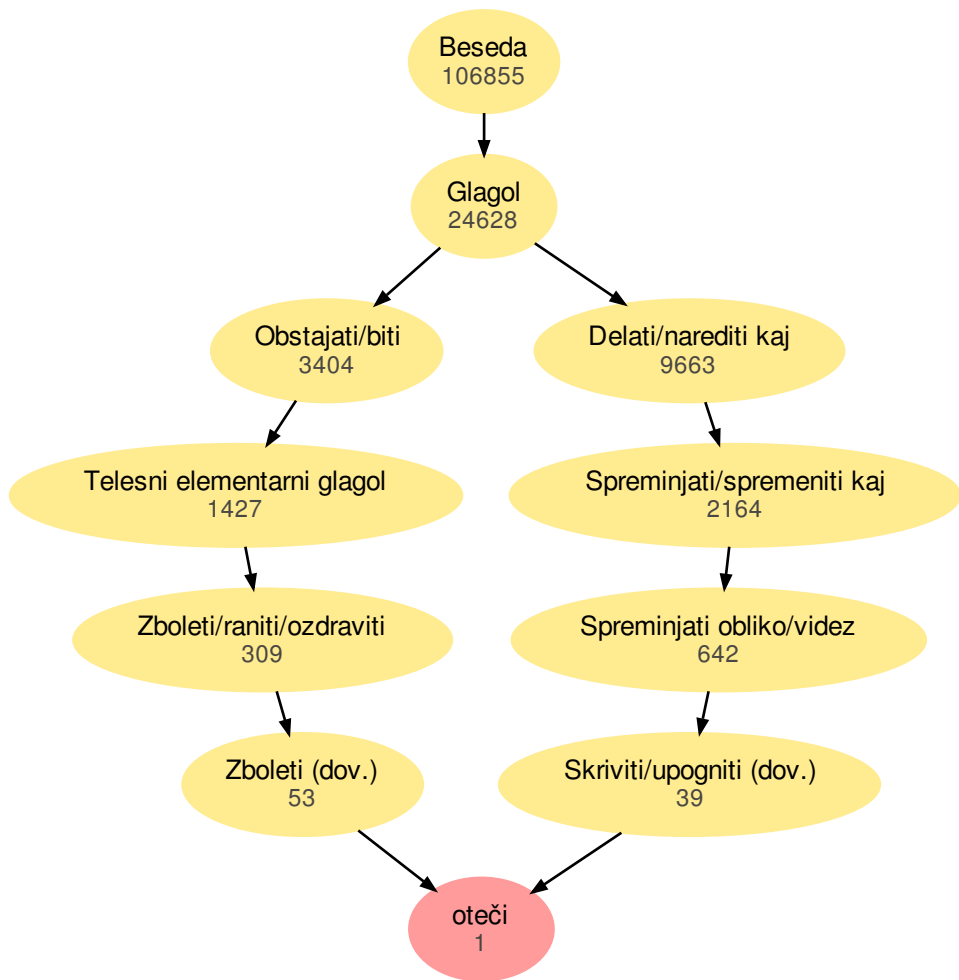 Beseda
106855
Glagol
24628
Obstajati/biti
3404
Delati/narediti kaj
9663
Telesni elementarni glagol
1427
Spreminjati/spremeniti kaj
2164
Zboleti/raniti/ozdraviti
309
Spreminjati obliko/videz
642
Zboleti (dov.)
53
Skriviti/upogniti (dov.)
39
oteči
1